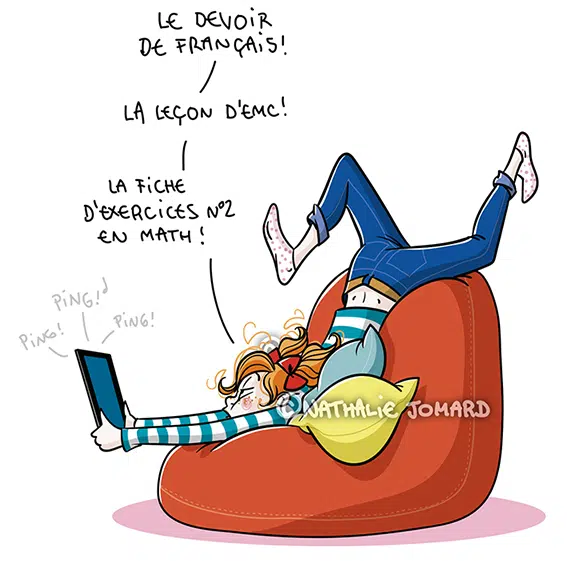 LE DEVOIR
DE FRANÇAIS!
LA LEÇON D'EMC!
LA FICHE
D'EXERCICES N°2
EN MATH!
PING!
PING!
PING!
©NATHALIE JOMARD